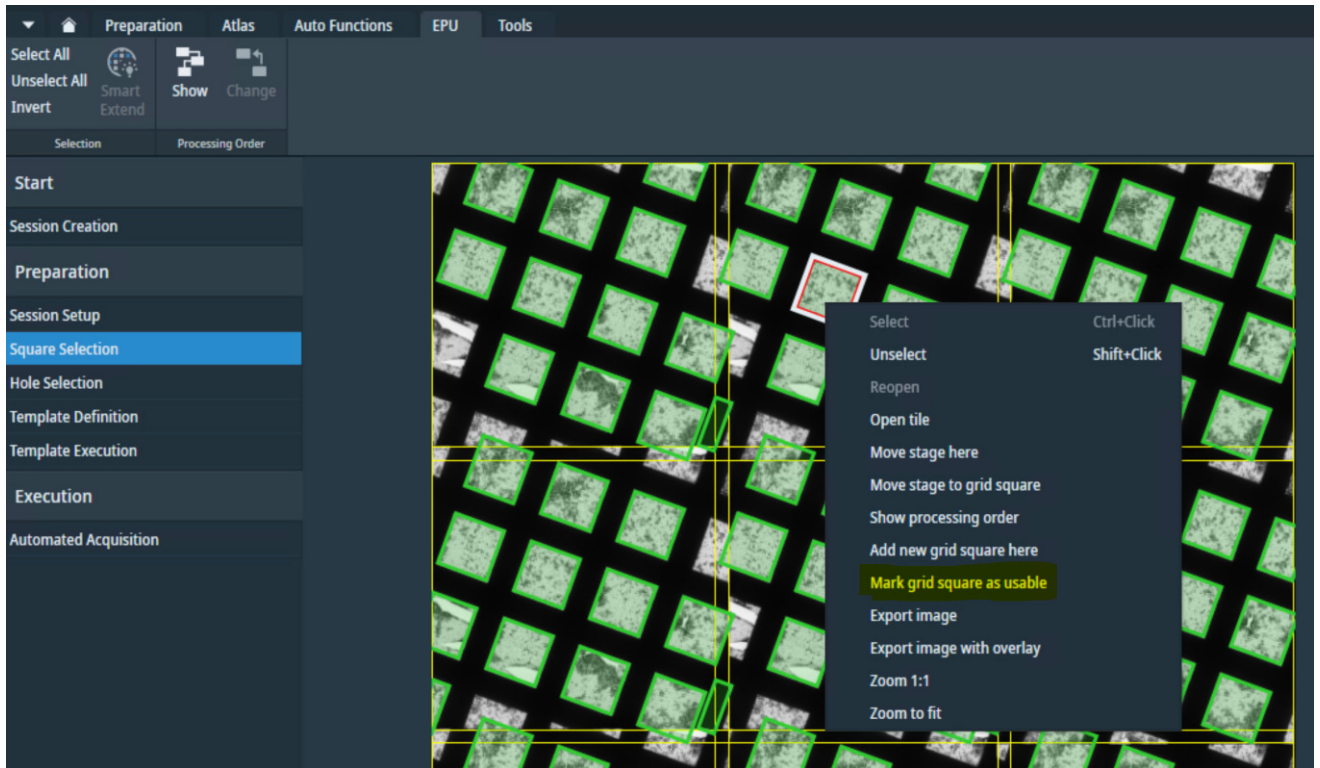 Preparation Atlas Auto Functions EPU Tools
Select All
Unselect All
Invert
Smart
Extend
Show
Change
Selection
Processing Order
Start
Session Creation
Preparation
Session Setup
Square Selection
Hole Selection
Template Definition
Template Execution
Execution
Automated Acquisition
Select Ctrl+Click
Unselect Shift+Click
Reopen
Open tile
Move stage here
Move stage to grid square
Show processing order
Add new grid square here
Mark grid square as usable
Export image
Export image with overlay
Zoom 1:1
Zoom to fit